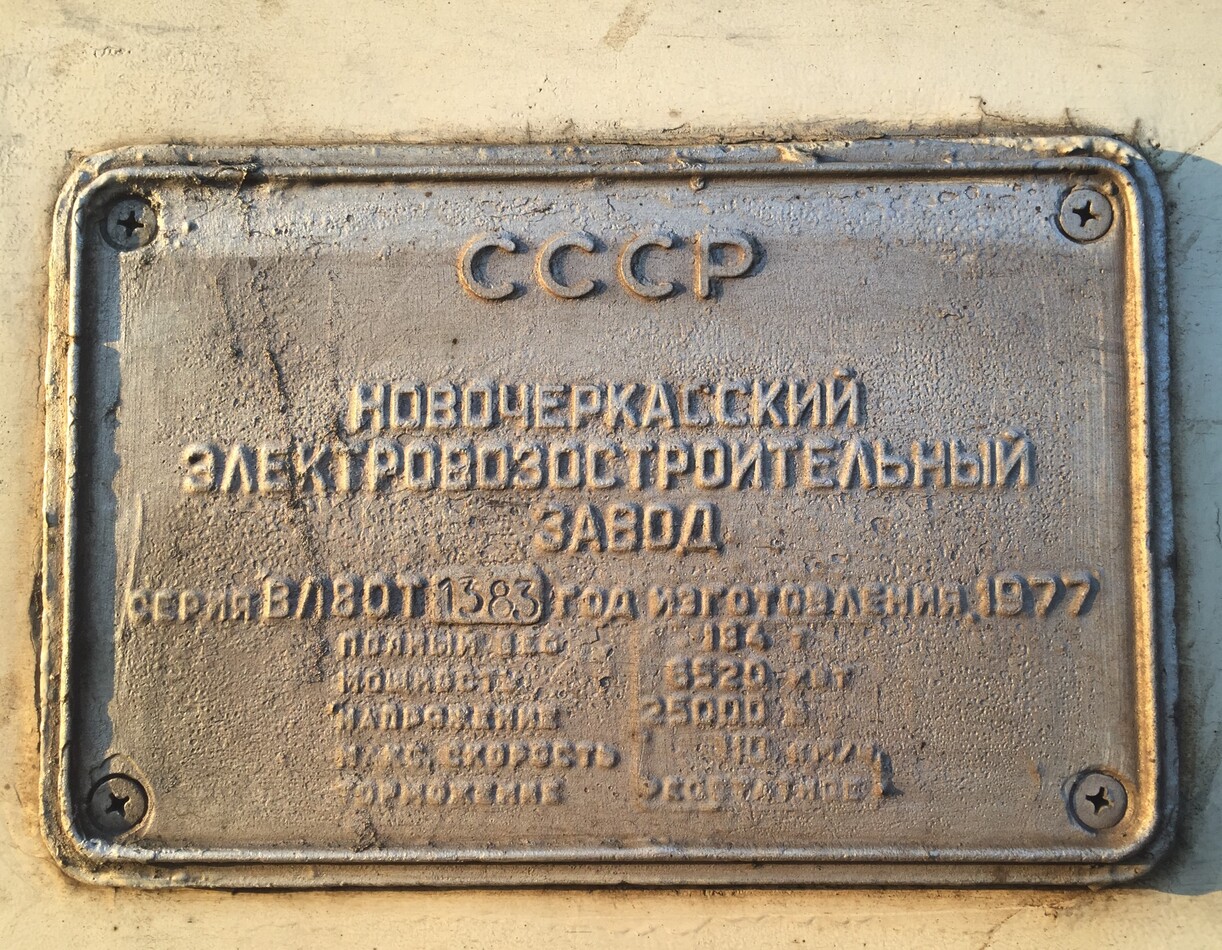 СССР
НОВОЧЕРКАССКИЙ
ЭЛЕКТРОВОЗОСТРОИТЕЛЬНЫЙ
ЗАВОД
СЕРИЯ ВЛ80Т 1383 ГОД ИЗГОТОВЛЕНИЯ 1977
ПОЛНЫЙ ВЕС 184 Т
МОЩНОСТЬ 6520 КВТ
НАПРЯЖЕНИЕ 25000 В
МАКС. СКОРОСТЬ 110 КМ/Ч
ТОРМОЖЕНИЕ